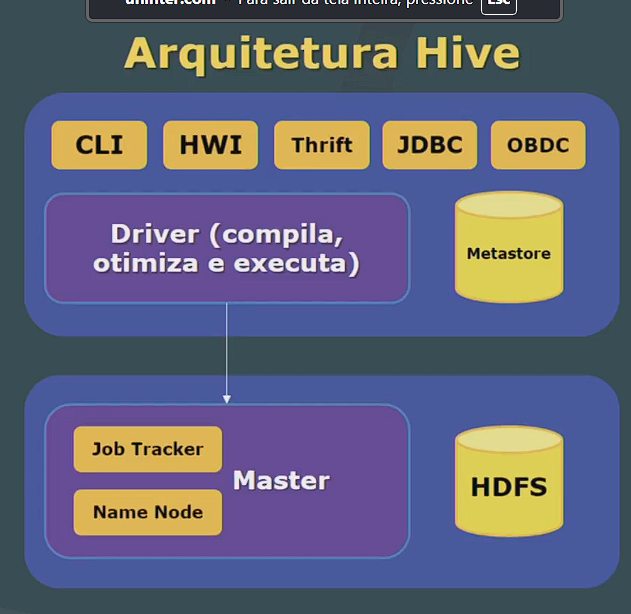 uninter.com Para sair da tela inteira, pressione Esc
Arquitetura Hive
CLI HWI Thrift JDBC OBDC
Driver (compila,
otimiza e executa)
Metastore
Job Tracker
Name Node
Master
HDFS